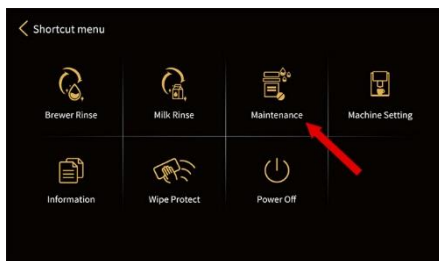 Shortcut menu
Brewer Rinse
Milk Rinse
Maintenance
Machine Setting
Information
Wipe Protect
Power Off